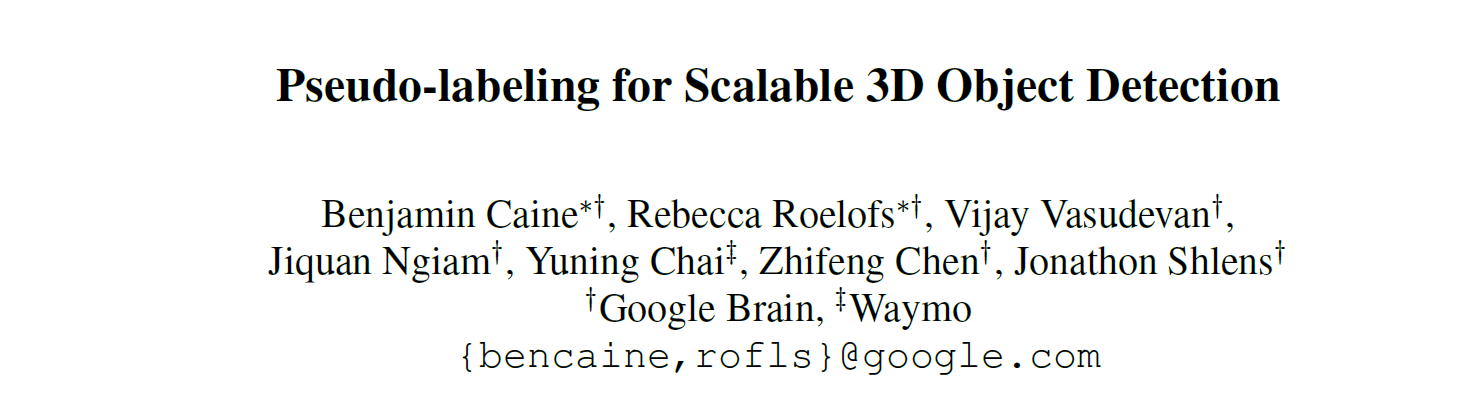 Pseudo-labeling for Scalable 3D Object Detection
Benjamin Caine*†, Rebecca Roelofs*†, Vijay Vasudevan†,
Jiquan Ngiam†, Yuning Chai‡, Zhifeng Chen†, Jonathon Shlens†
†Google Brain, ‡Waymo
{bencaine,rofls}@google.com